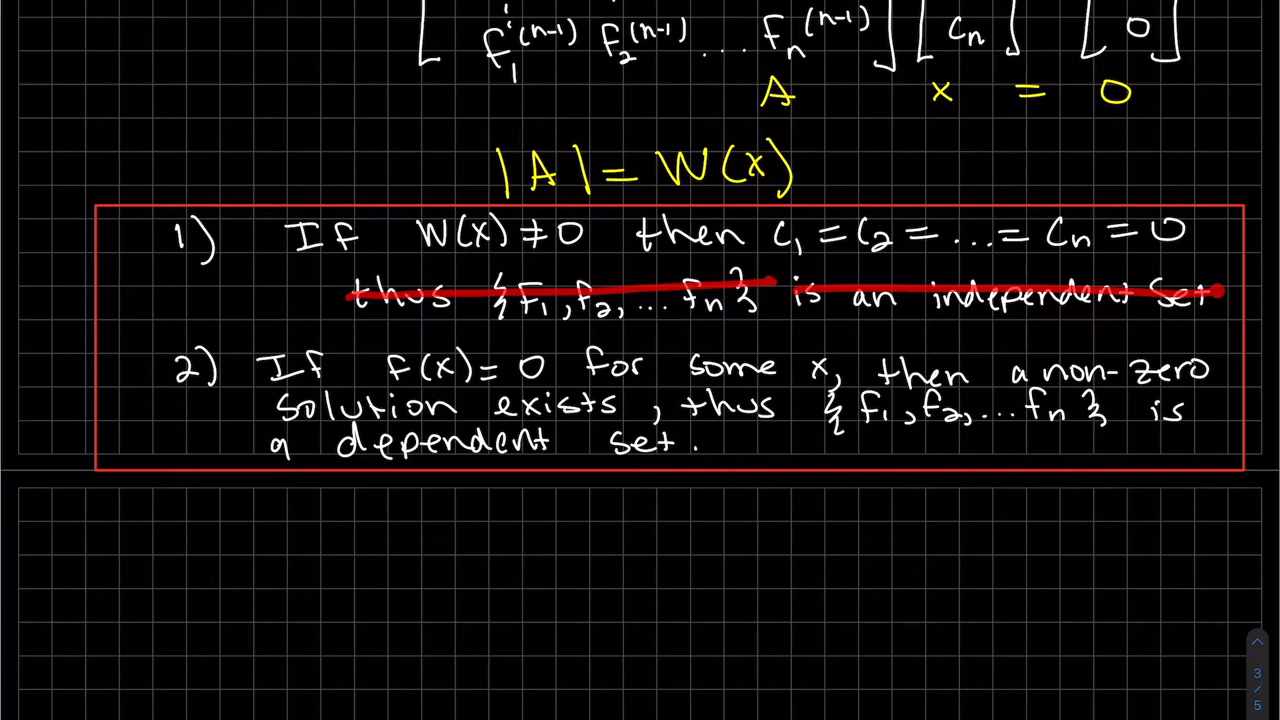 f₁⁽ⁿ⁻¹⁾ f₂⁽ⁿ⁻¹⁾ ... fₙ⁽ⁿ⁻¹⁾ ] [ cₙ ] [ 0 ]
A x = 0
|A| = W(x)
1) If W(x) ≠ 0 then c₁ = c₂ = ... = cₙ = 0
thus {f₁, f₂, ... fₙ} is an independent set
2) If f(x) = 0 for some x, then a non-zero
solution exists, thus {f₁, f₂, ... fₙ} is
a dependent set.
3
/
5